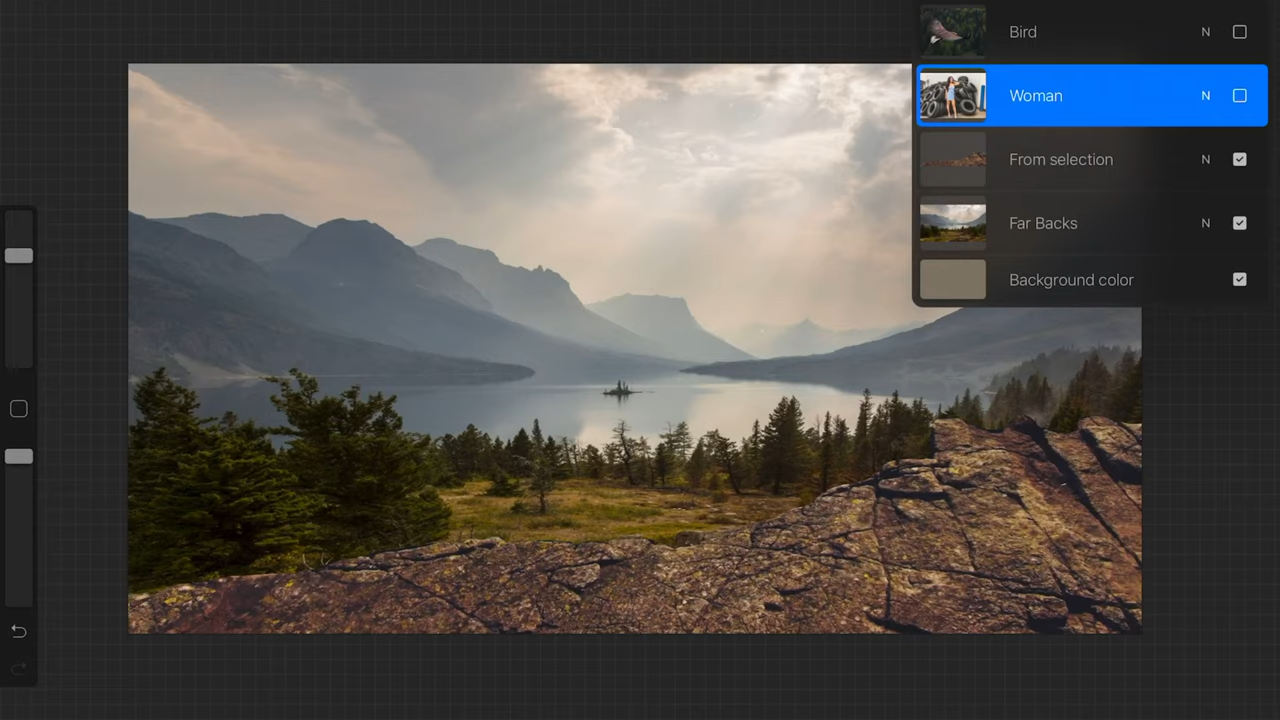 Bird N
Woman N
From selection N
Far Backs N
Background color